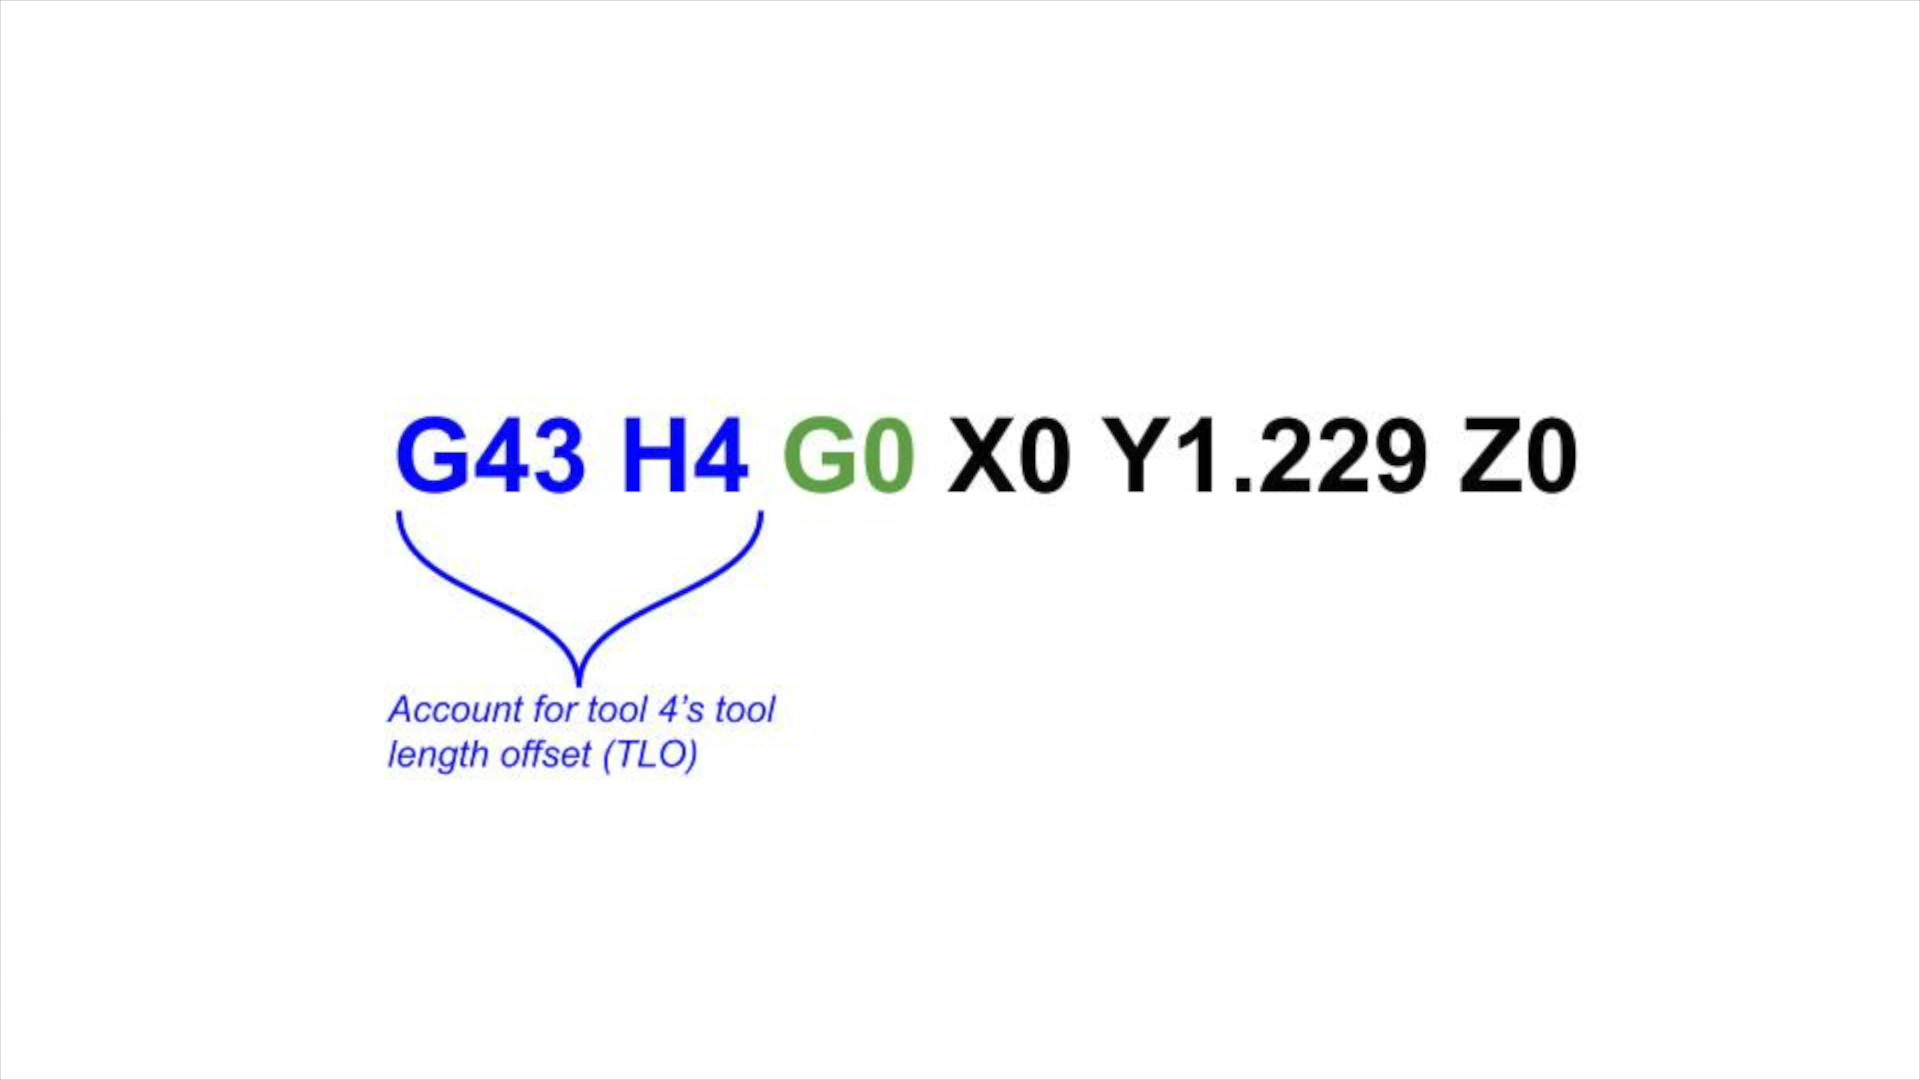 G43 H4 G0 X0 Y1.229 Z0
Account for tool 4’s tool
length offset (TLO)